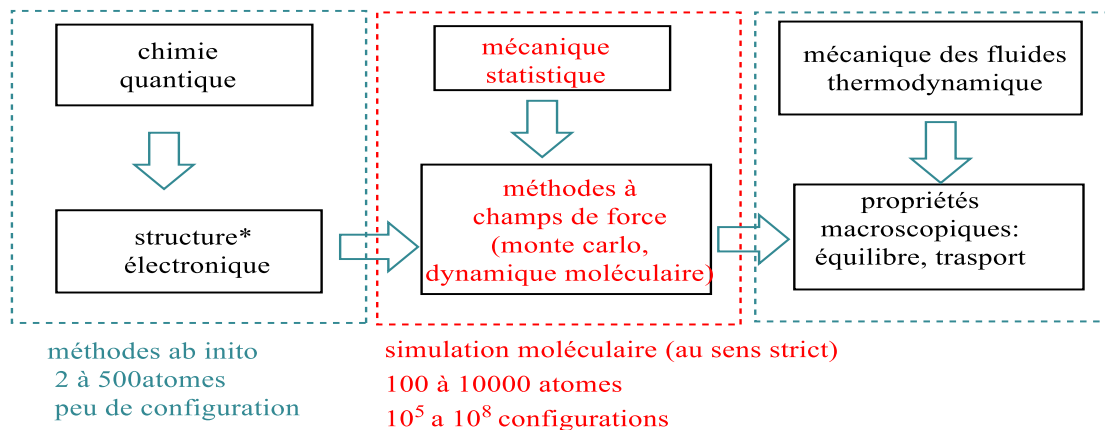 chimie
quantique
mécanique
statistique
mécanique des fluides
thermodynamique
structure*
électronique
méthodes à
champs de force
(monte carlo,
dynamique moléculaire)
propriétés
macroscopiques:
équilibre, trasport
méthodes ab inito
2 à 500atomes
peu de configuration
simulation moléculaire (au sens strict)
100 à 10000 atomes
10⁵ a 10⁸ configurations